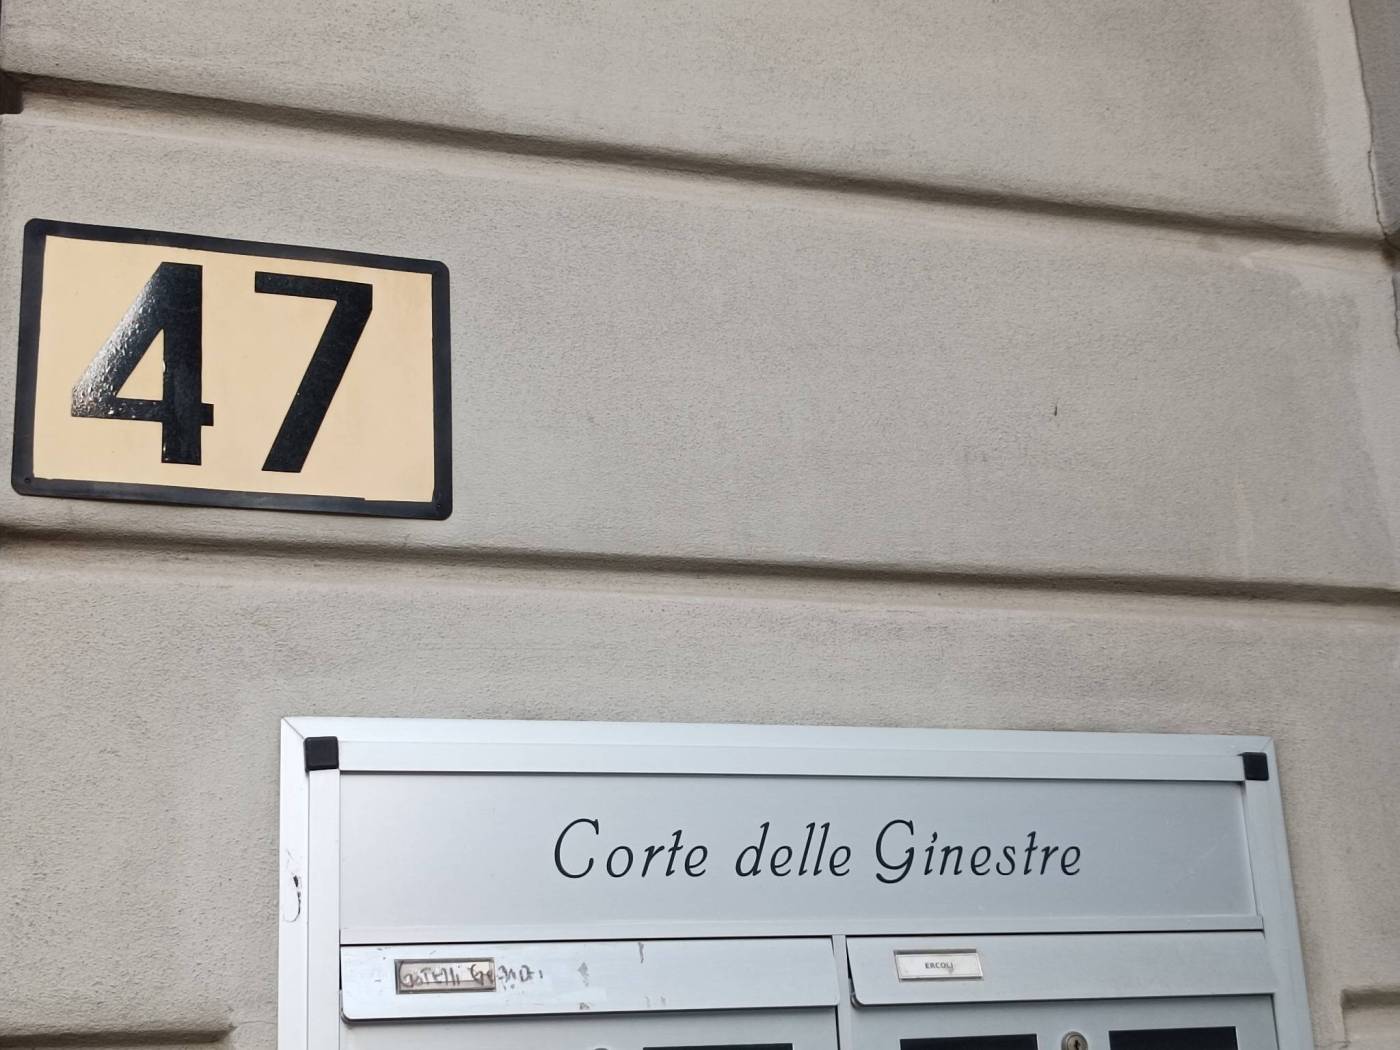 47
Corte delle Ginestre
ERCOLI